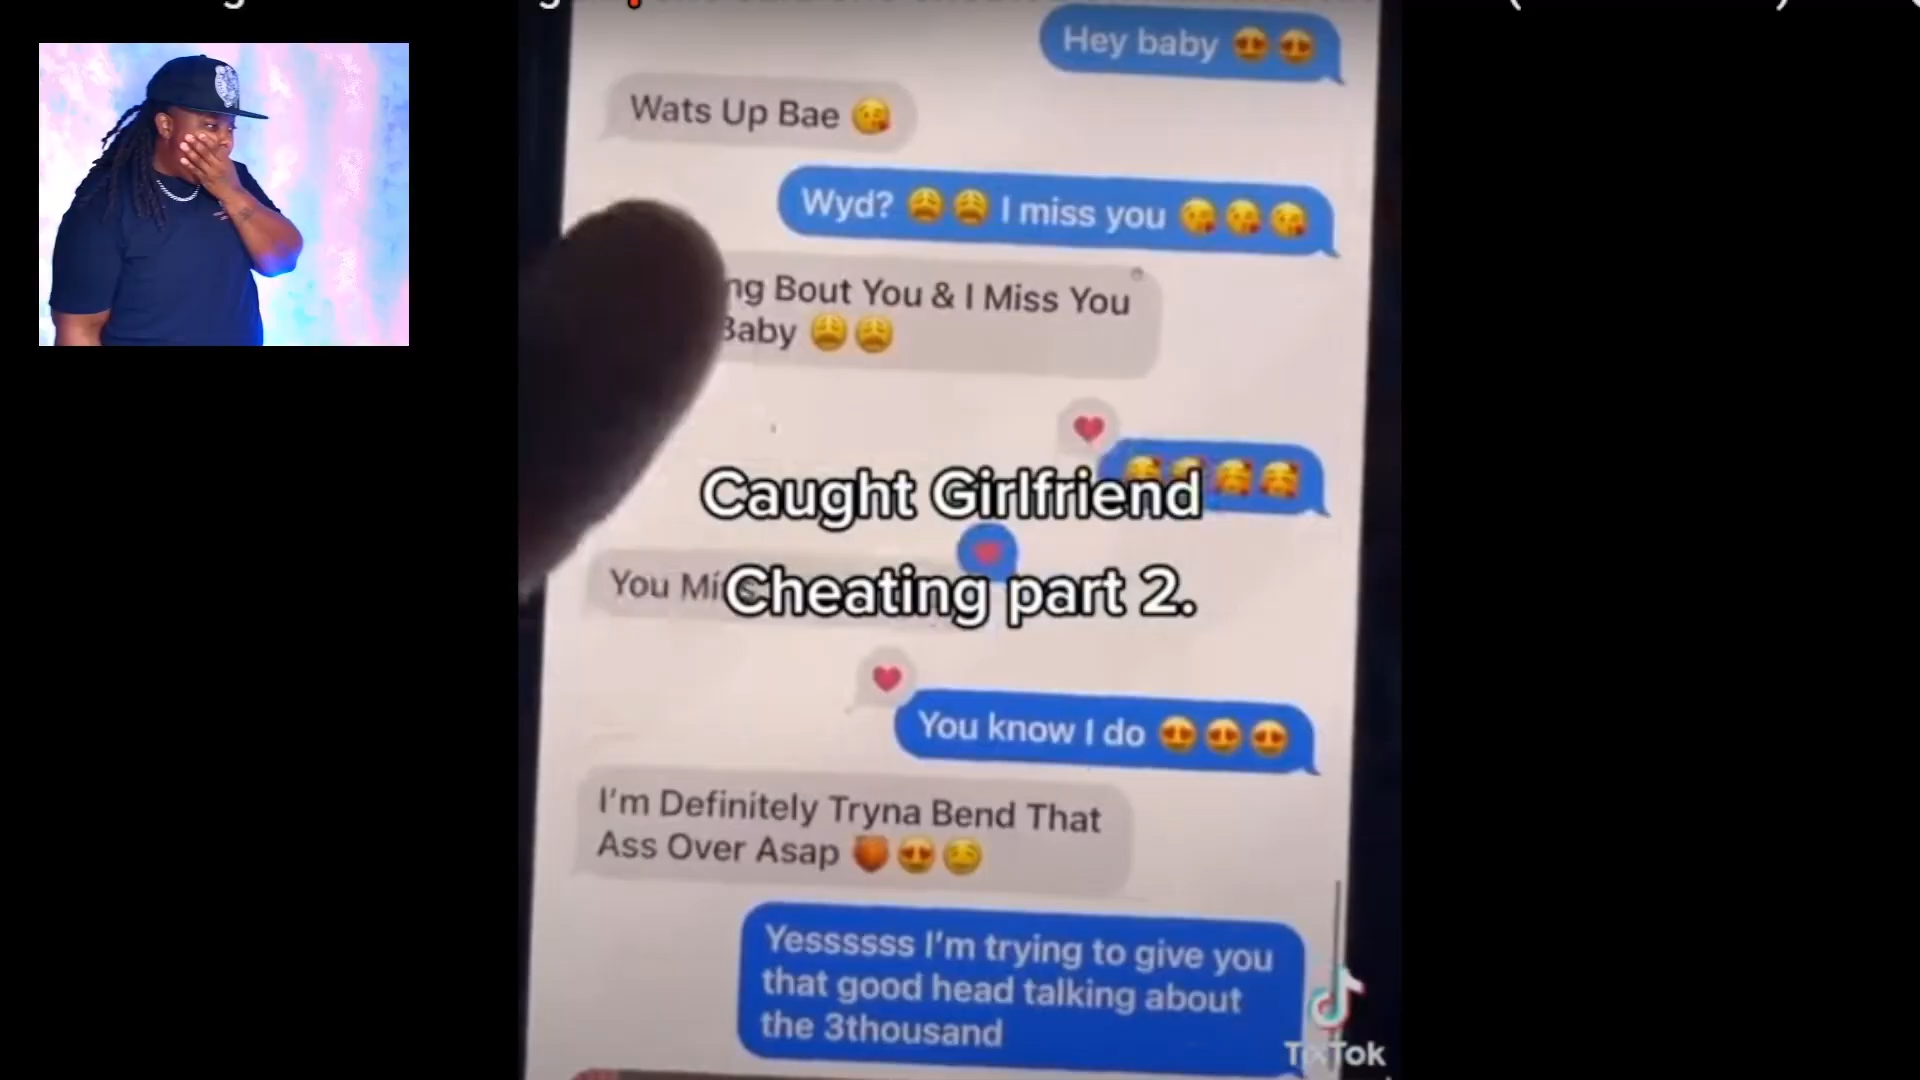 Hey baby 😍 😍
Wats Up Bae 😘
Wyd? 😩 😩 I miss you 😘 😘 😘
ng Bout You & I Miss You
Baby 😩 😩
🥰 🥰 🥰 🥰
Caught Girlfriend
You Mi
Cheating part 2.
You know I do 😍 😍 😍
I'm Definitely Tryna Bend That
Ass Over Asap 🍑 😍
Yessssss I'm trying to give you
that good head talking about
the 3thousand
TikTok